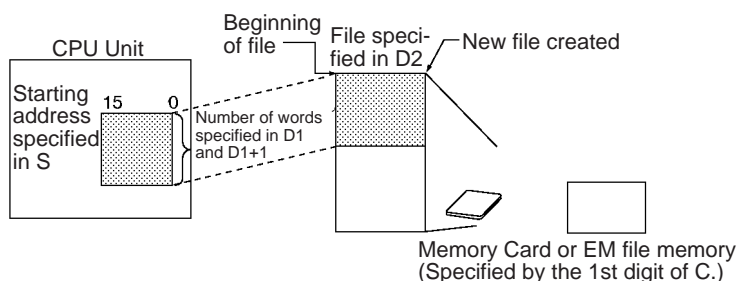 CPU Unit
Starting
address
specified
in S
15 0
Number of words
specified in D1
and D1+1
Beginning
of file
File speci-
fied in D2
New file created
Memory Card or EM file memory
(Specified by the 1st digit of C.)